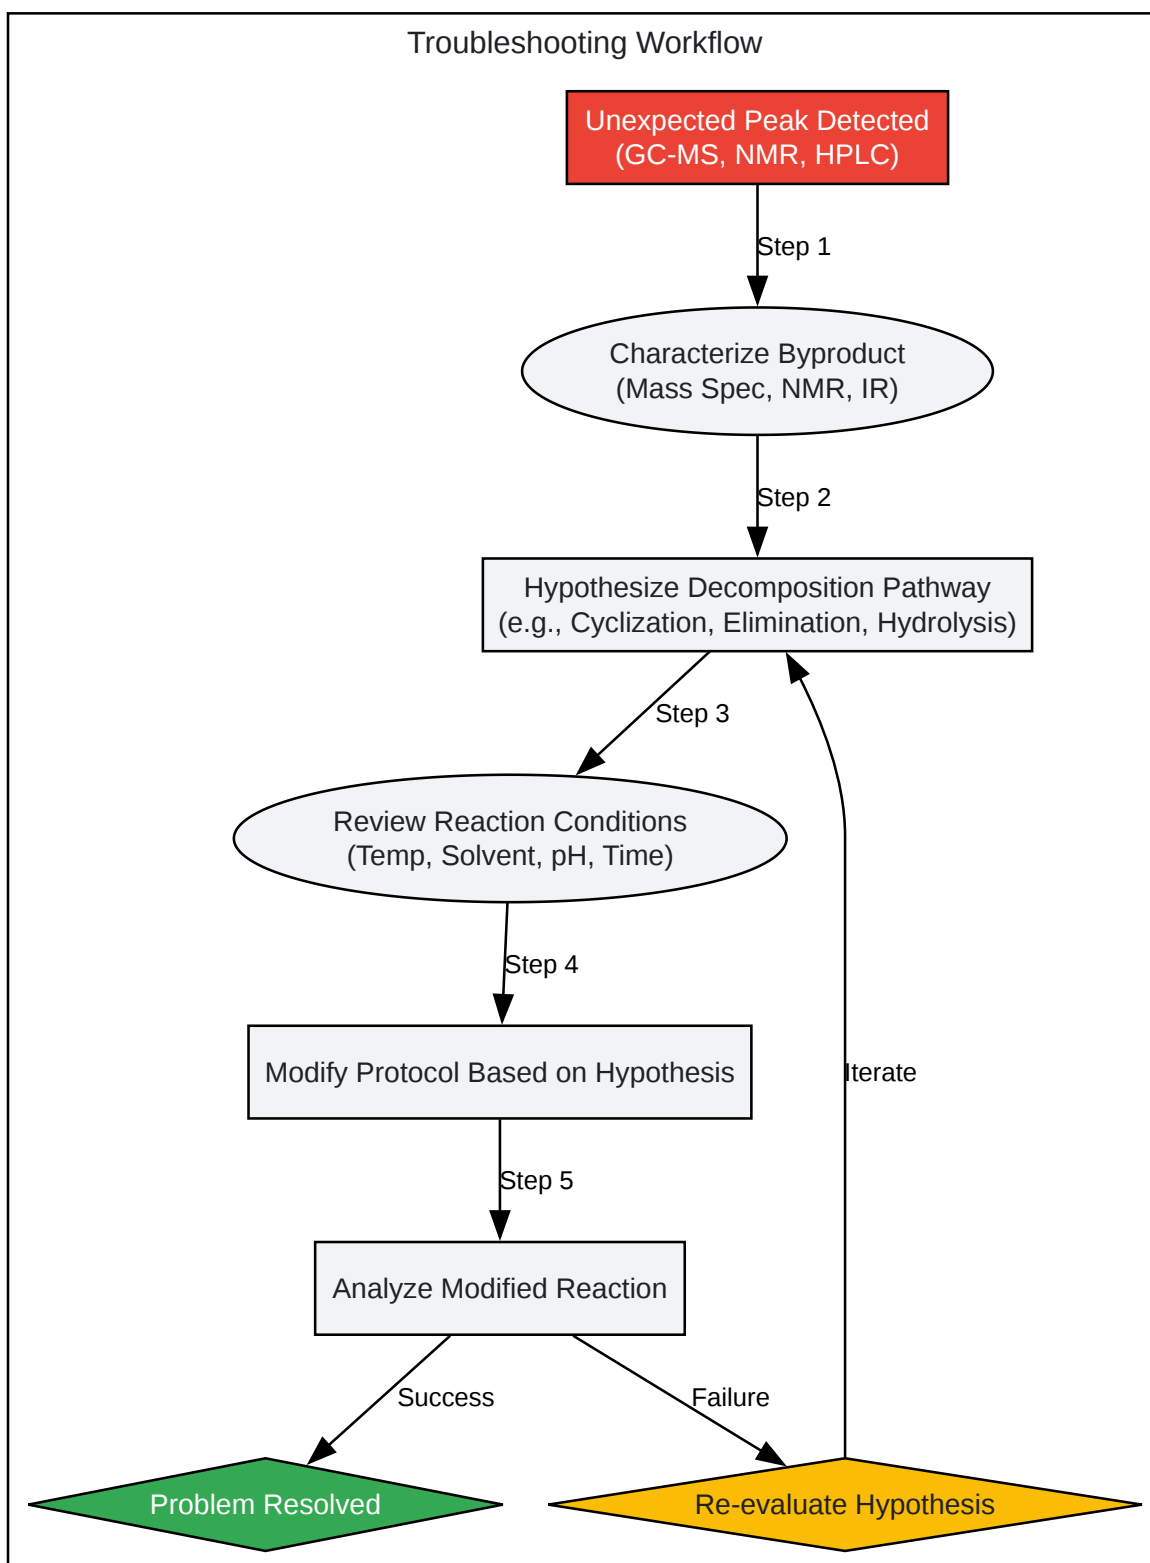 Troubleshooting Workflow
Unexpected Peak Detected
(GC-MS, NMR, HPLC)
Step 1
Characterize Byproduct
(Mass Spec, NMR, IR)
Step 2
Hypothesize Decomposition Pathway
(e.g., Cyclization, Elimination, Hydrolysis)
Step 3
Review Reaction Conditions
(Temp, Solvent, pH, Time)
Step 4
Modify Protocol Based on Hypothesis
Iterate
Step 5
Analyze Modified Reaction
Success
Failure
Problem Resolved
Re-evaluate Hypothesis